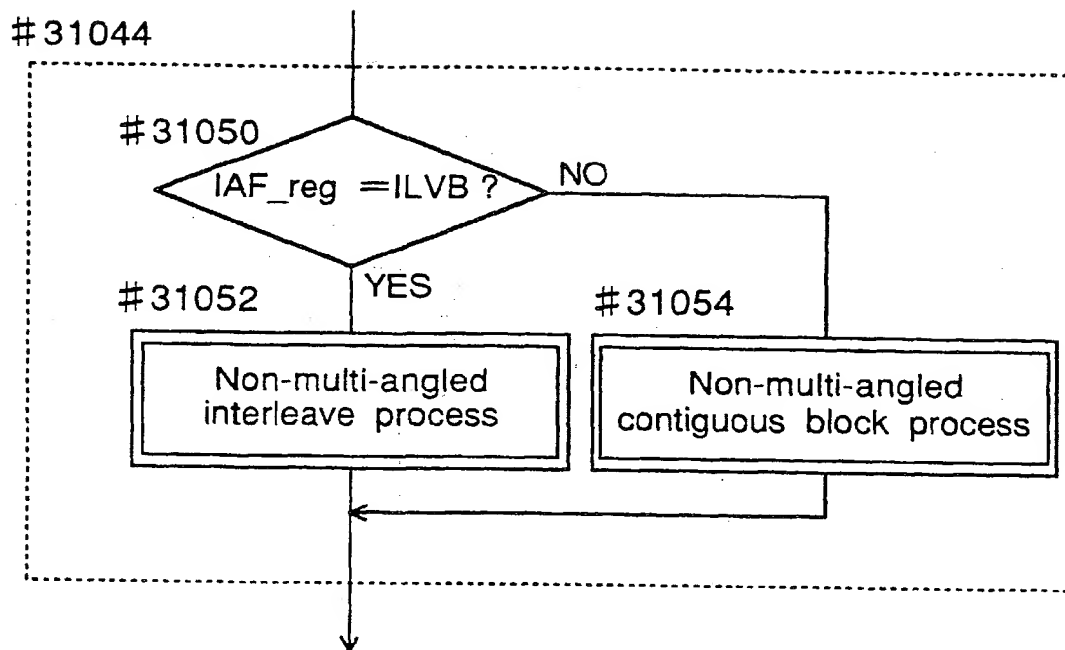 #31044
#31050
IAF_reg =ILVB ?
NO
YES
#31052
#31054
Non-multi-angled
interleave process
Non-multi-angled
contiguous block process